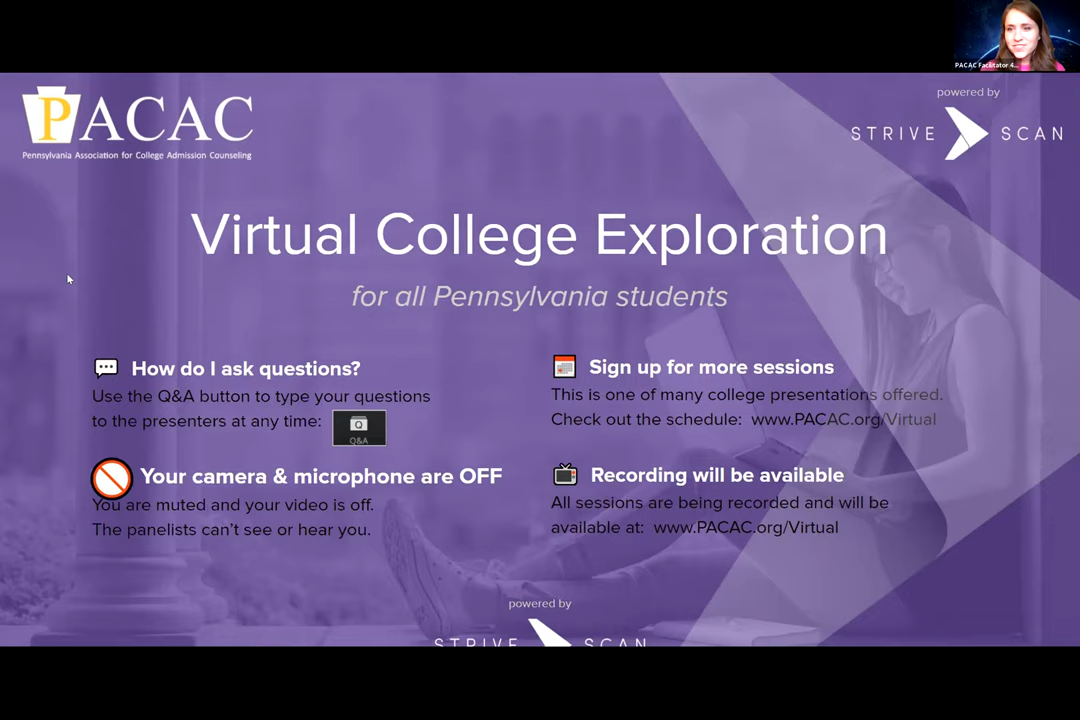 PACAC Facilitator 4...
PACAC
Pennsylvania Association for College Admission Counseling
powered by
STRIVE SCAN
Virtual College Exploration
for all Pennsylvania students
How do I ask questions?
Use the Q&A button to type your questions
to the presenters at any time:
Q
Q&A
Your camera & microphone are OFF
You are muted and your video is off.
The panelists can't see or hear you.
Sign up for more sessions
This is one of many college presentations offered.
Check out the schedule: www.PACAC.org/Virtual
Recording will be available
All sessions are being recorded and will be
available at: www.PACAC.org/Virtual
powered by
STRIVE SCAN